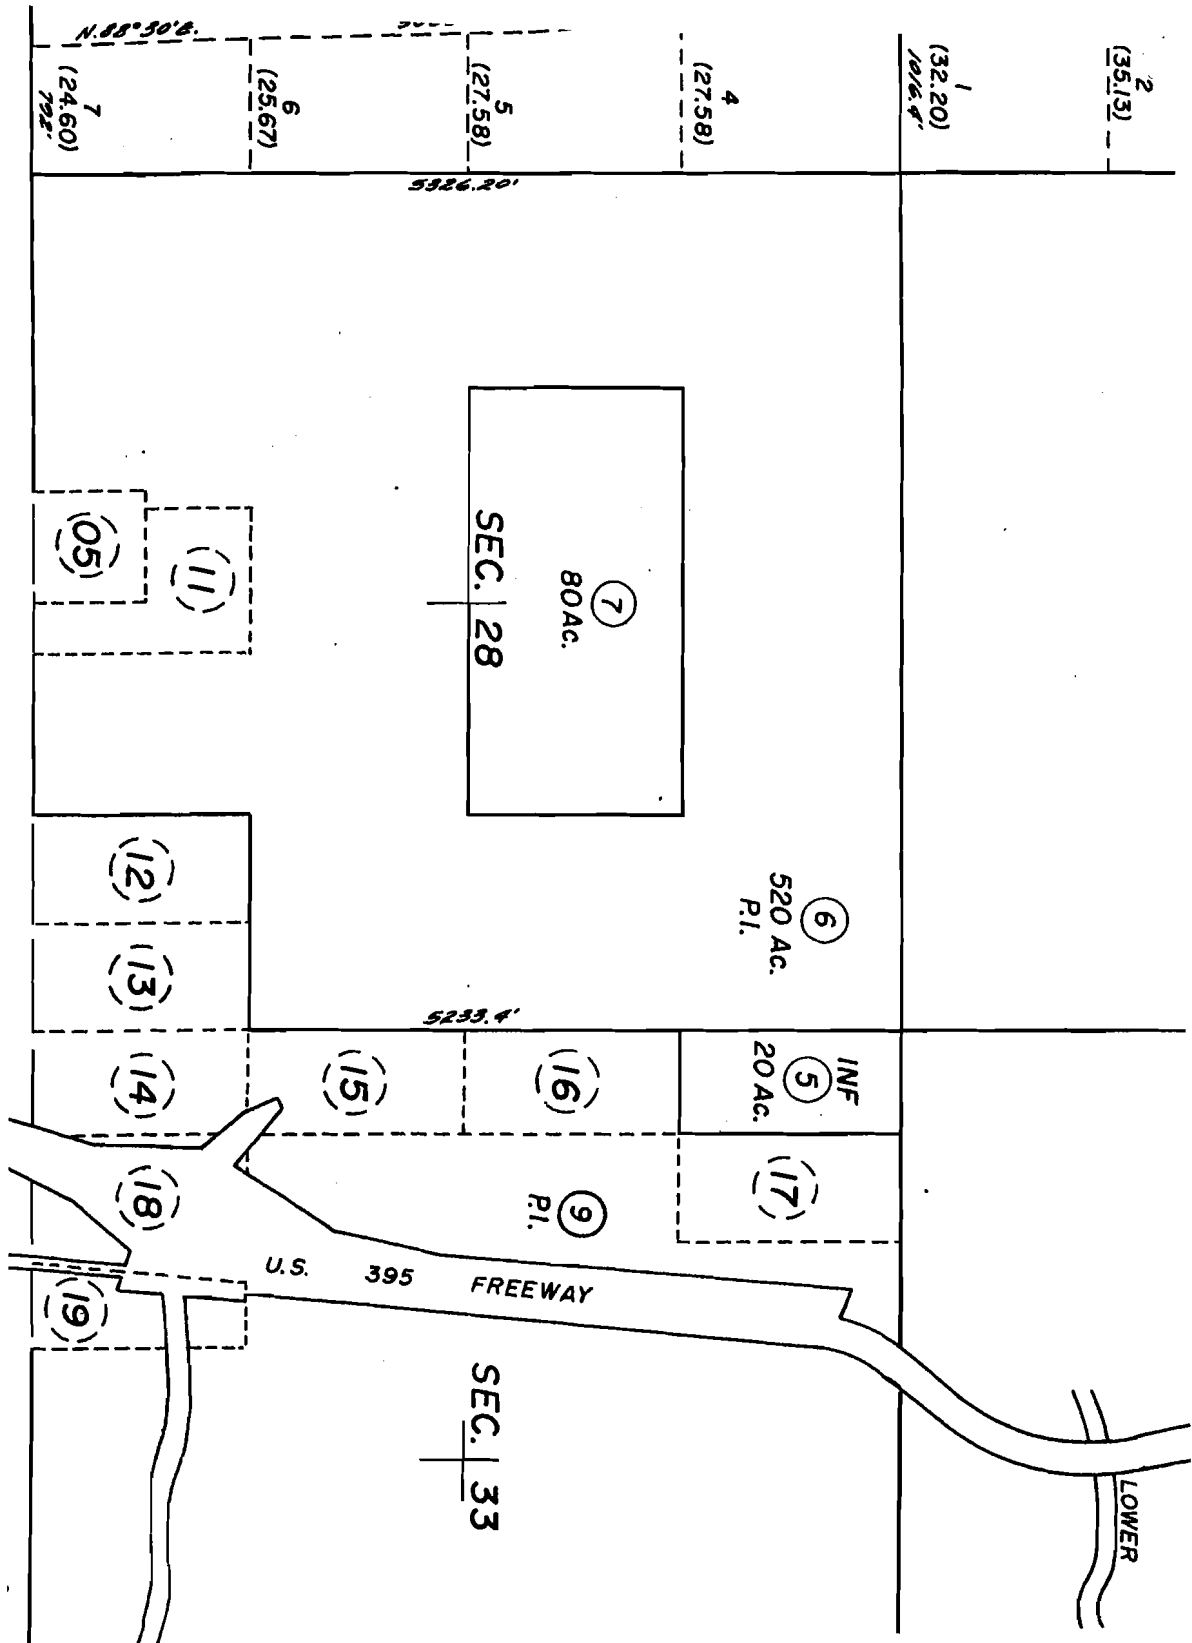 N.88°30'E.
7
(24.60)
792'
6
(25.67)
5
(27.58)
4
(27.58)
1
(32.20)
1016.4'
2
(35.13)
5326.20'
SEC. 28
7
80 Ac.
05
11
6
520 Ac.
P.I.
12
13
5233.4'
14
15
16
INF
5
20 Ac.
17
18
9
P.I.
U.S. 395 FREEWAY
19
SEC. 33
LOWER